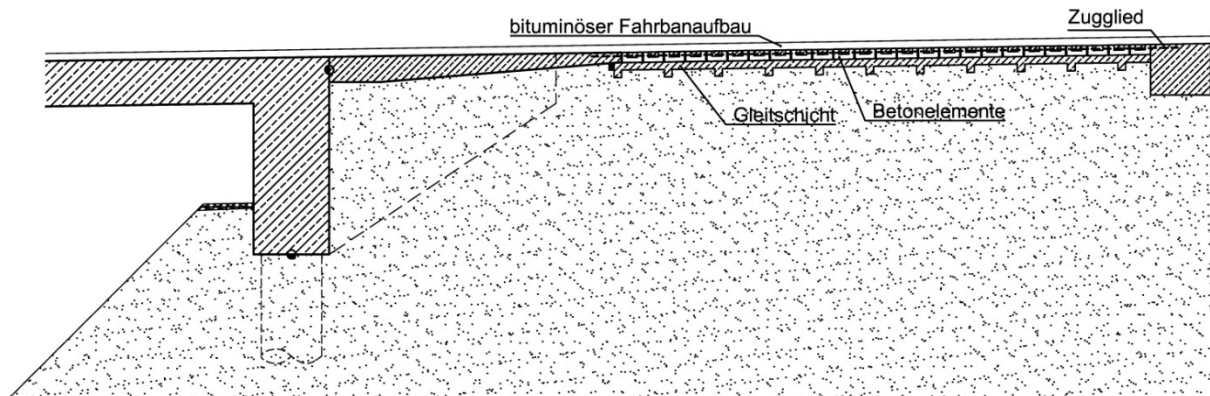 Zugglied
bituminöser Fahrbanaufbau
Gleitschicht
Betonelemente